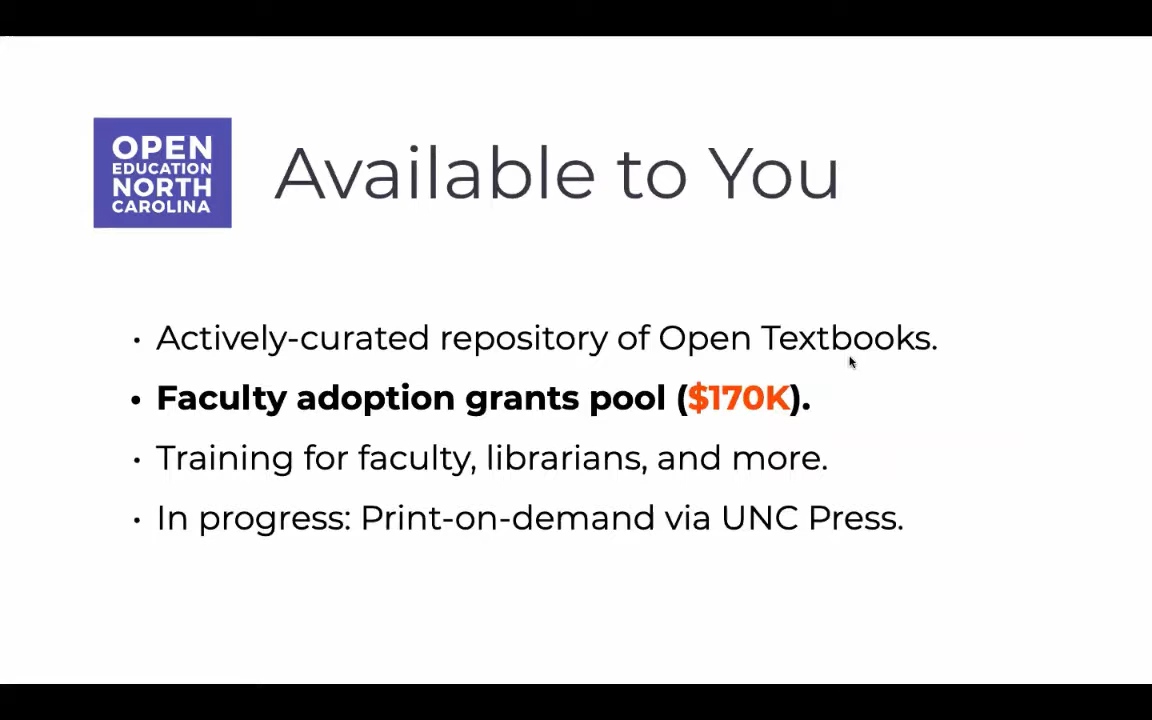 OPEN
EDUCATION
NORTH
CAROLINA
Available to You
• Actively-curated repository of Open Textbooks.
• Faculty adoption grants pool ($170K).
• Training for faculty, librarians, and more.
• In progress: Print-on-demand via UNC Press.